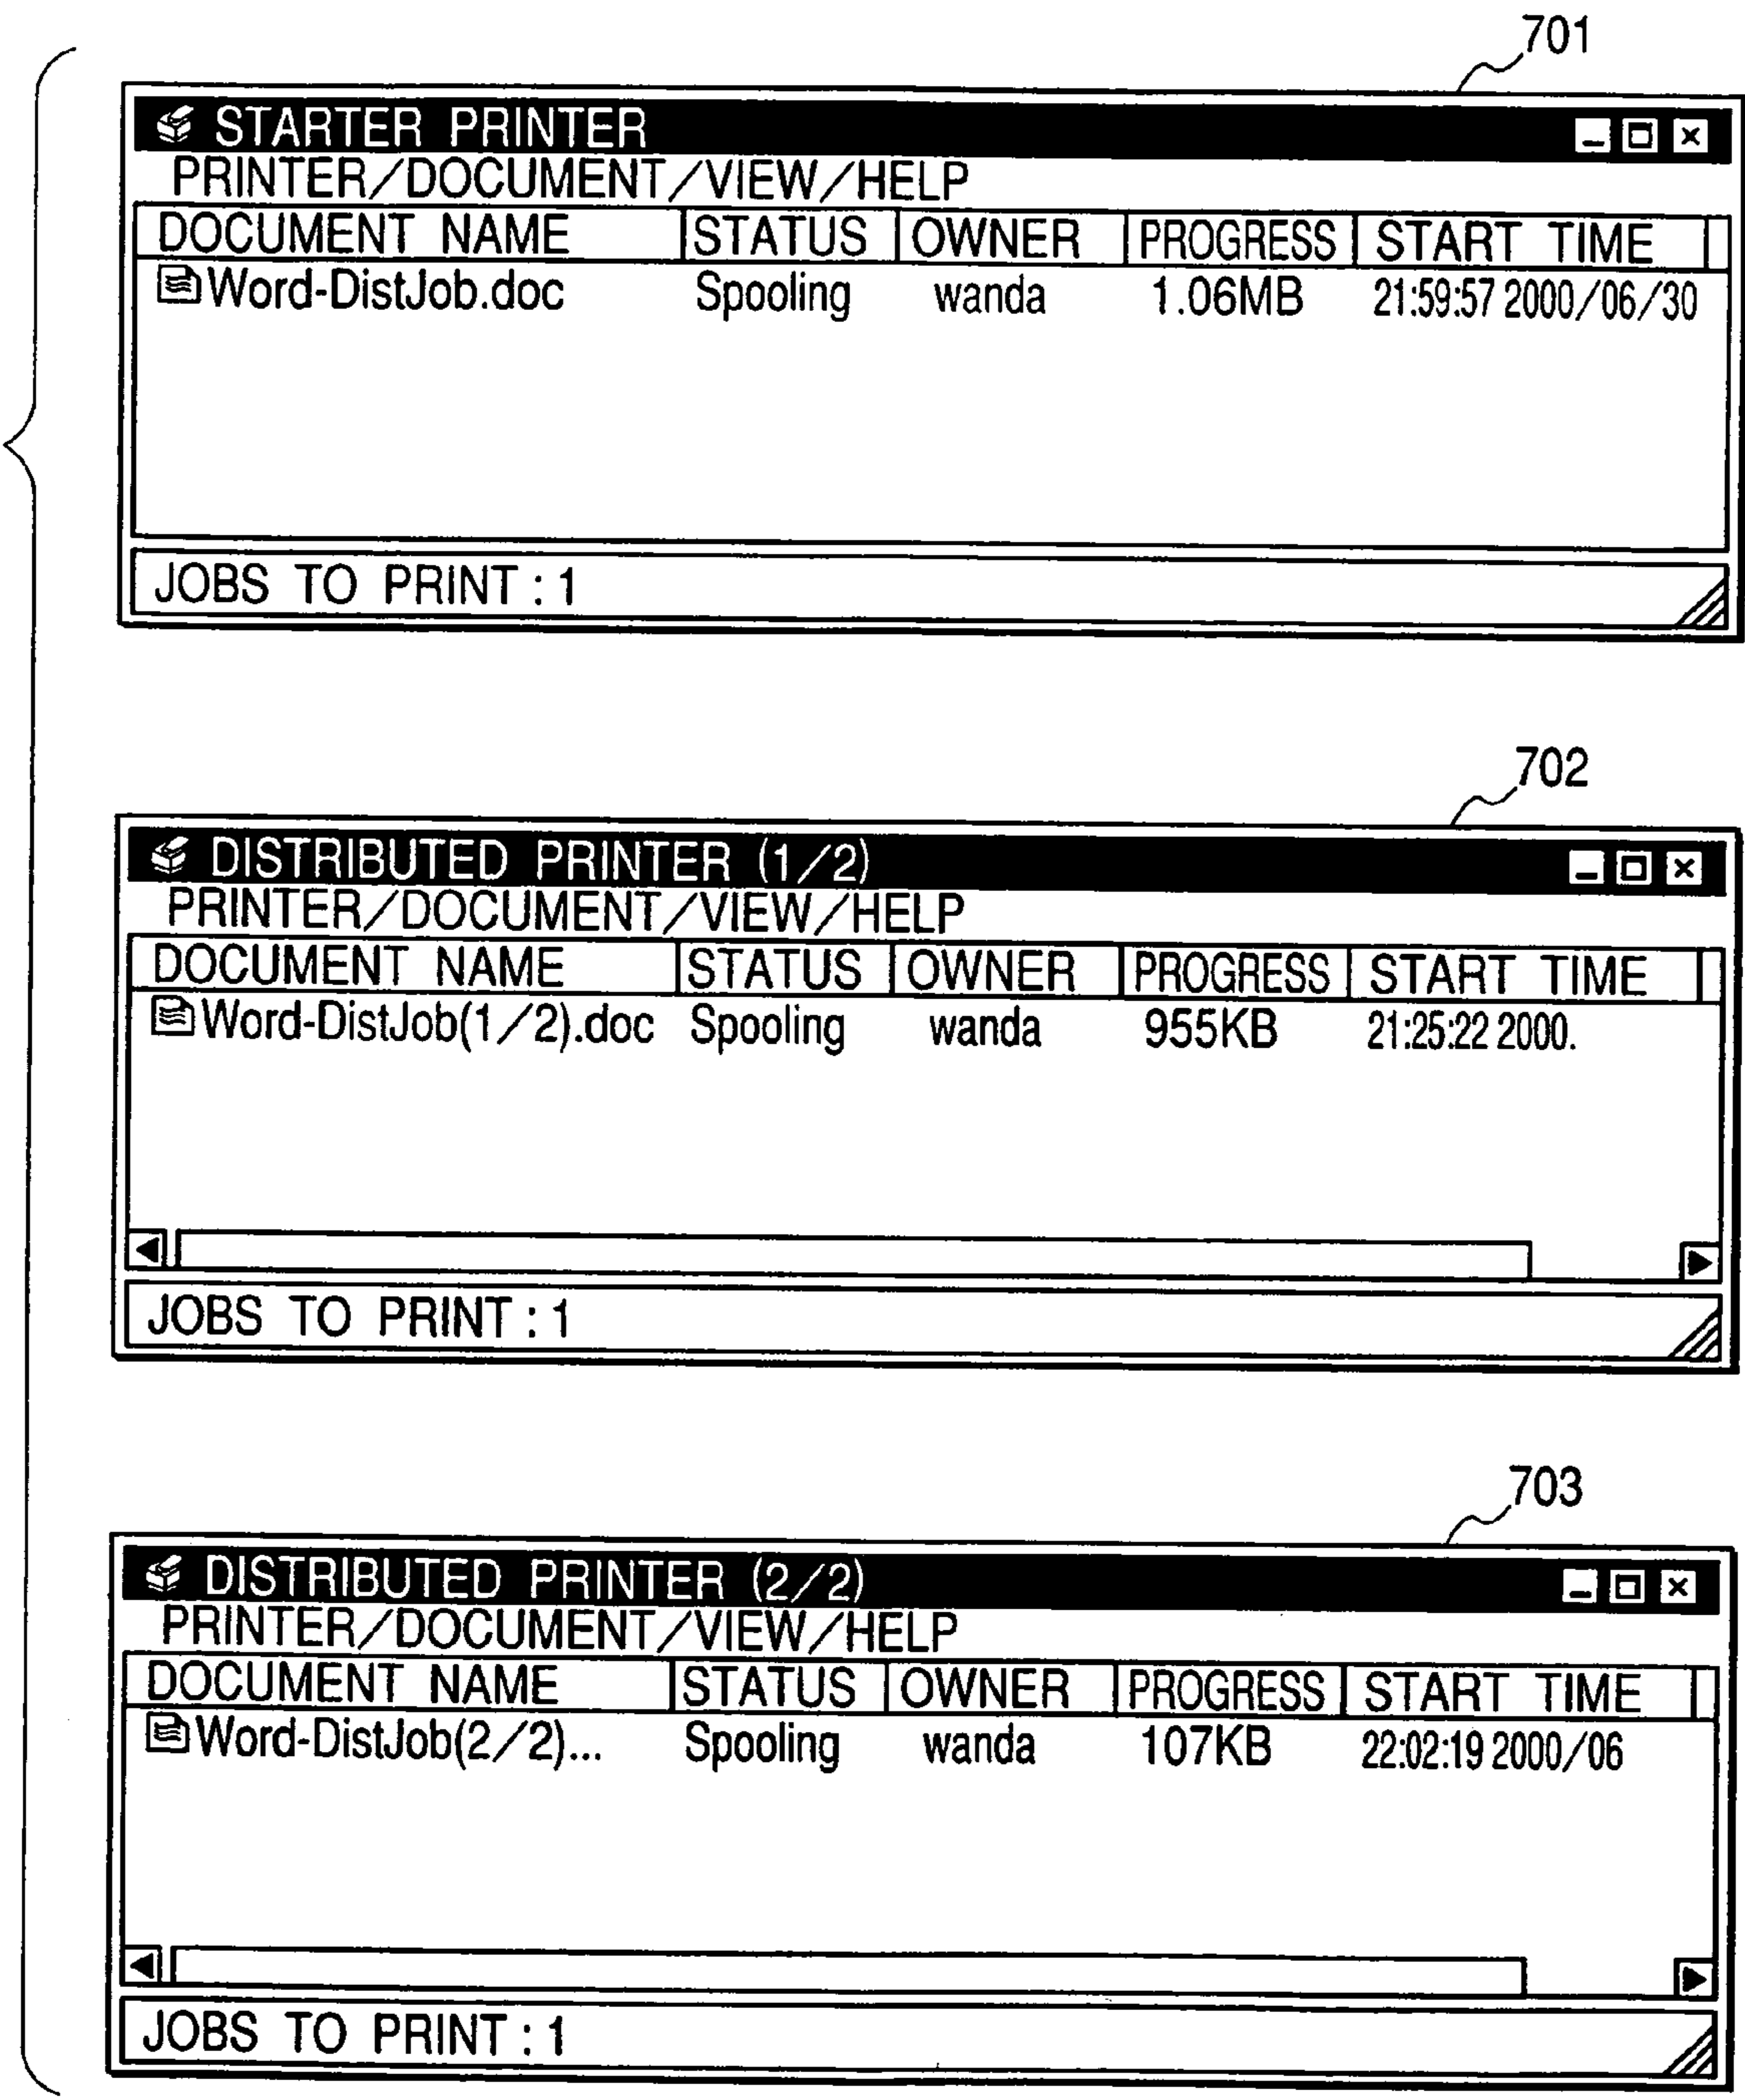 701
STARTER PRINTER
PRINTER/DOCUMENT/VIEW/HELP
DOCUMENT NAME STATUS OWNER PROGRESS START TIME
Word-DistJob.doc Spooling wanda 1.06MB 21:59:57 2000/06/30
JOBS TO PRINT : 1
702
DISTRIBUTED PRINTER (1/2)
PRINTER/DOCUMENT/VIEW/HELP
DOCUMENT NAME STATUS OWNER PROGRESS START TIME
Word-DistJob(1/2).doc Spooling wanda 955KB 21:25:22 2000.
JOBS TO PRINT : 1
703
DISTRIBUTED PRINTER (2/2)
PRINTER/DOCUMENT/VIEW/HELP
DOCUMENT NAME STATUS OWNER PROGRESS START TIME
Word-DistJob(2/2)... Spooling wanda 107KB 22:02:19 2000/06
JOBS TO PRINT : 1